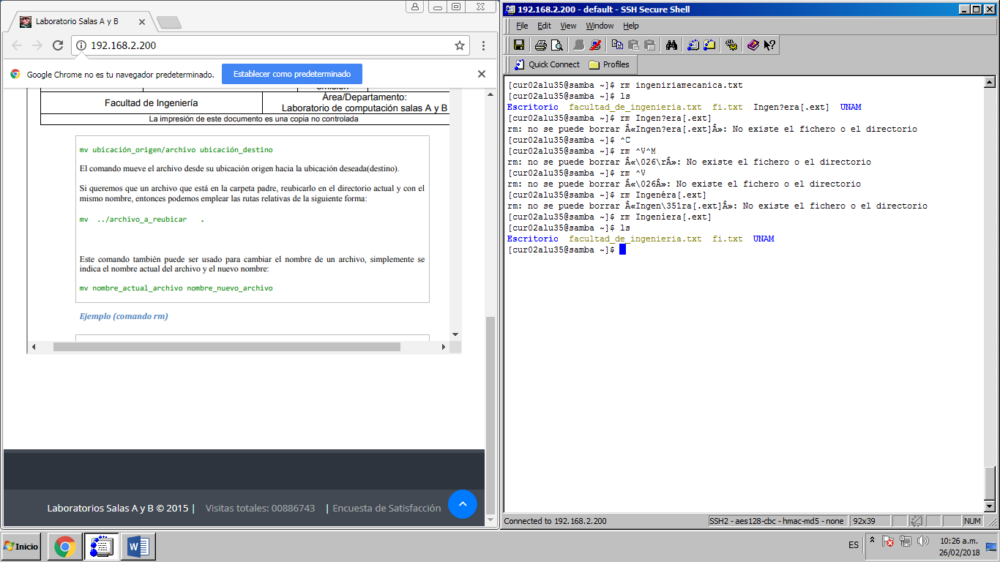 Laboratorio Salas A y B
192.168.2.200
Google Chrome no es tu navegador predeterminado.
Establecer como predeterminado
Facultad de Ingeniería
Área/Departamento:
Laboratorio de computación salas A y B
La impresión de este documento es una copia no controlada
mv ubicación_origen/archivo ubicación_destino
El comando mueve el archivo desde su ubicación origen hacia la ubicación deseada(destino).
Si queremos que un archivo que está en la carpeta padre, reubicarlo en el directorio actual y con el
mismo nombre, entonces podemos emplear las rutas relativas de la siguiente forma:
mv ../archivo_a_reubicar .
Este comando también puede ser usado para cambiar el nombre de un archivo, simplemente se
indica el nombre actual del archivo y el nuevo nombre:
mv nombre_actual_archivo nombre_nuevo_archivo
Ejemplo (comando rm)
Laboratorios Salas A y B © 2015 | Visitas totales: 00886743 | Encuesta de Satisfacción
192.168.2.200 - default - SSH Secure Shell
File Edit View Window Help
Quick Connect Profiles
[cur02alu35@samba ~]$ rm ingeniriamecanica.txt
[cur02alu35@samba ~]$ ls
Escritorio facultad_de_ingenieria.txt fi.txt Ingen?era[.ext] UNAM
[cur02alu35@samba ~]$ rm Ingen?era[.ext]
rm: no se puede borrar Â«Ingen?era[.ext]Â»: No existe el fichero o el directorio
[cur02alu35@samba ~]$ ^C
[cur02alu35@samba ~]$ rm ^V^M
rm: no se puede borrar Â«\026\rÂ»: No existe el fichero o el directorio
[cur02alu35@samba ~]$ rm ^V
rm: no se puede borrar Â«\026Â»: No existe el fichero o el directorio
[cur02alu35@samba ~]$ rm Ingenéra[.ext]
rm: no se puede borrar Â«Ingen\351ra[.ext]Â»: No existe el fichero o el directorio
[cur02alu35@samba ~]$ rm Ingeníera[.ext]
[cur02alu35@samba ~]$ ls
Escritorio facultad_de_ingenieria.txt fi.txt UNAM
[cur02alu35@samba ~]$
Connected to 192.168.2.200
SSH2 - aes128-cbc - hmac-md5 - none
92x39
NUM
Inicio
ES
10:26 a.m.
26/02/2018